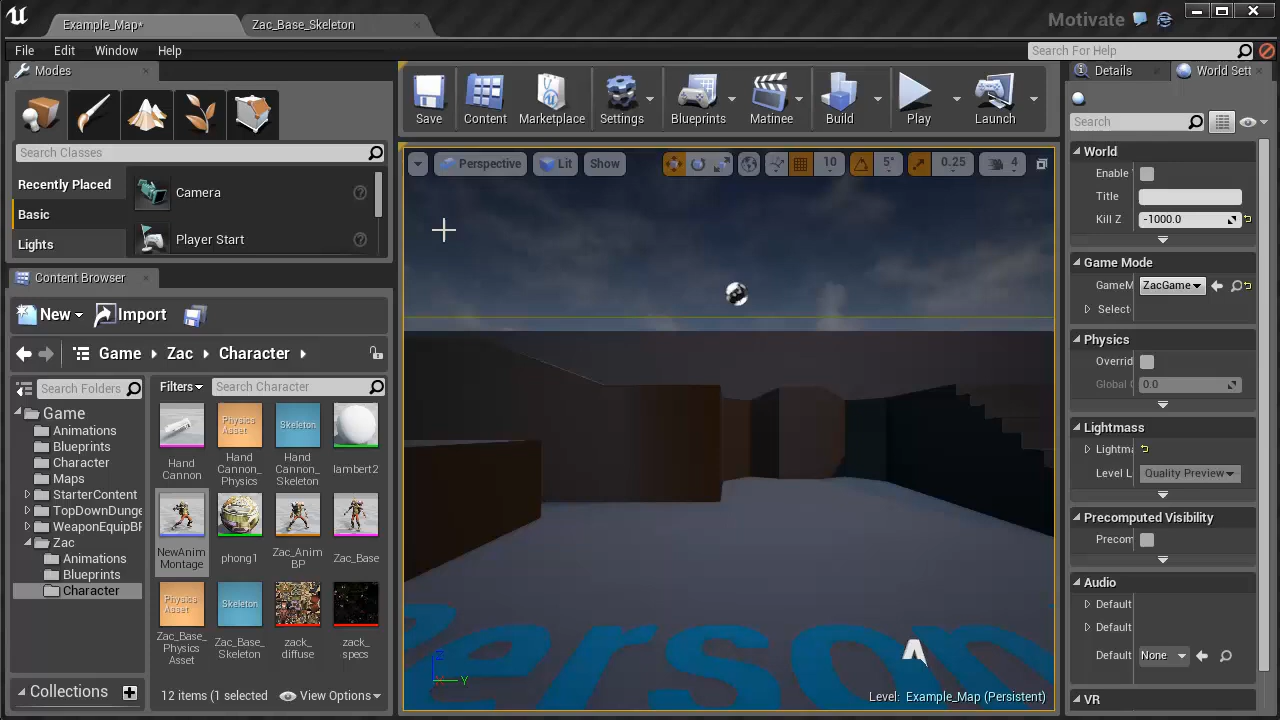 Example_Map*
Zac_Base_Skeleton
Motivate
File Edit Window Help
Search For Help
Modes
Search Classes
Recently Placed
Basic
Lights
Camera
Player Start
Save
Content
Marketplace
Settings
Blueprints
Matinee
Build
Play
Launch
Perspective
Lit
Show
10
5°
0.25
4
Content Browser
New
Import
Game
Zac
Character
Search Folders
Game
Animations
Blueprints
Character
Maps
StarterContent
TopDownDunge
WeaponEquipBP
Zac
Animations
Blueprints
Character
Collections
Filters
Search Character
Hand
Cannon
Physics
Asset
Hand
Cannon_
Physics
Skeleton
Hand
Cannon_
Skeleton
lambert2
NewAnim
Montage
phong1
Zac_Anim
BP
Zac_Base
Physics
Asset
Zac_Base_
Physics
Asset
Skeleton
Zac_Base_
Skeleton
zack_
diffuse
zack_
specs
12 items (1 selected
View Options
Person
Z
X
Y
Level: Example_Map (Persistent)
Details
World Sett
Search
World
Enable
Title
Kill Z
-1000.0
Game Mode
GameM
ZacGame
Select
Physics
Overrid
Global G
0.0
Lightmass
Lightma
Level L
Quality Preview
Precomputed Visibility
Precom
Audio
Default
Default
Default
None
VR